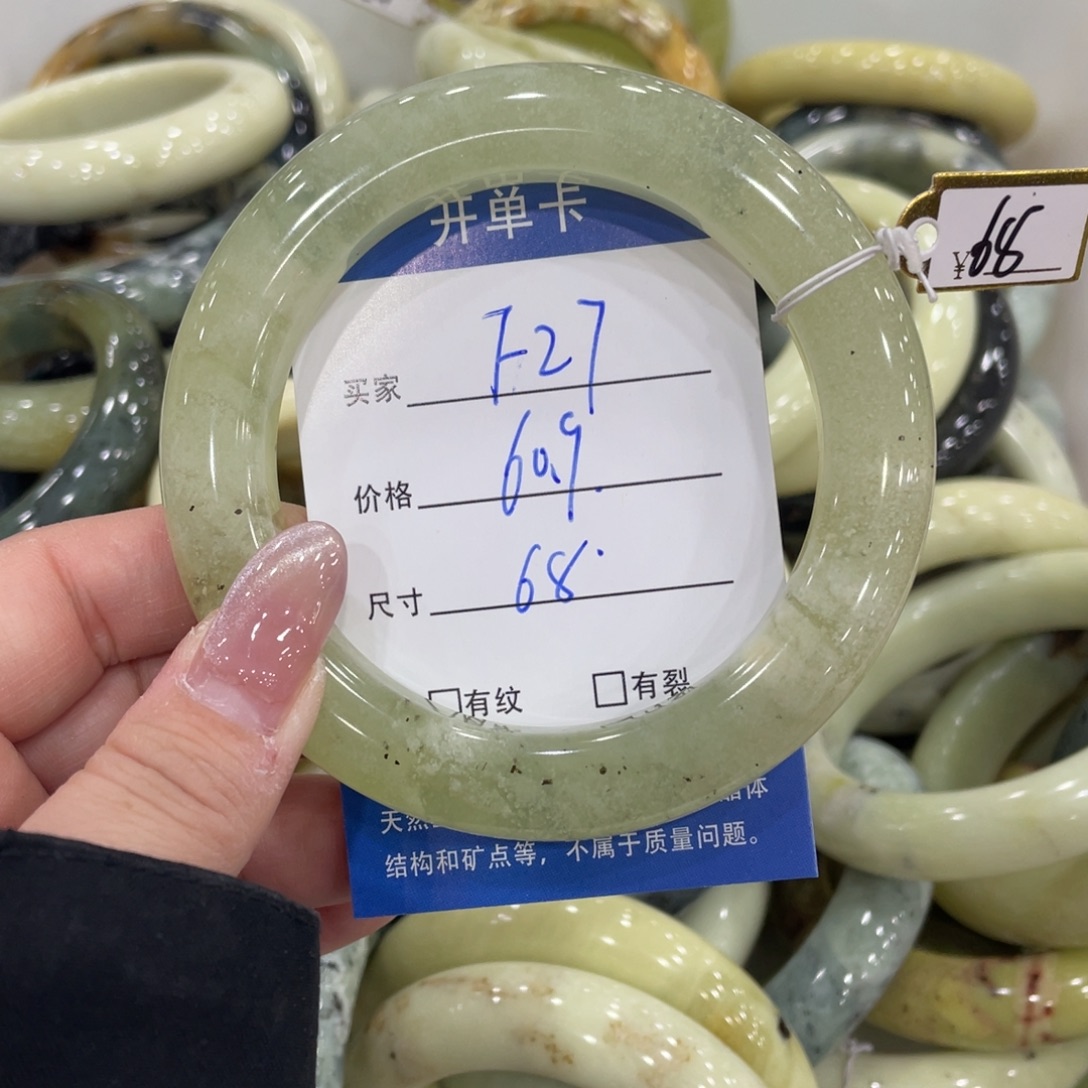 开单卡
¥68
买家 F27
价格 60.9.
尺寸 68.
□有纹 □有裂
天然
结构和矿点等，不属于质量问题。